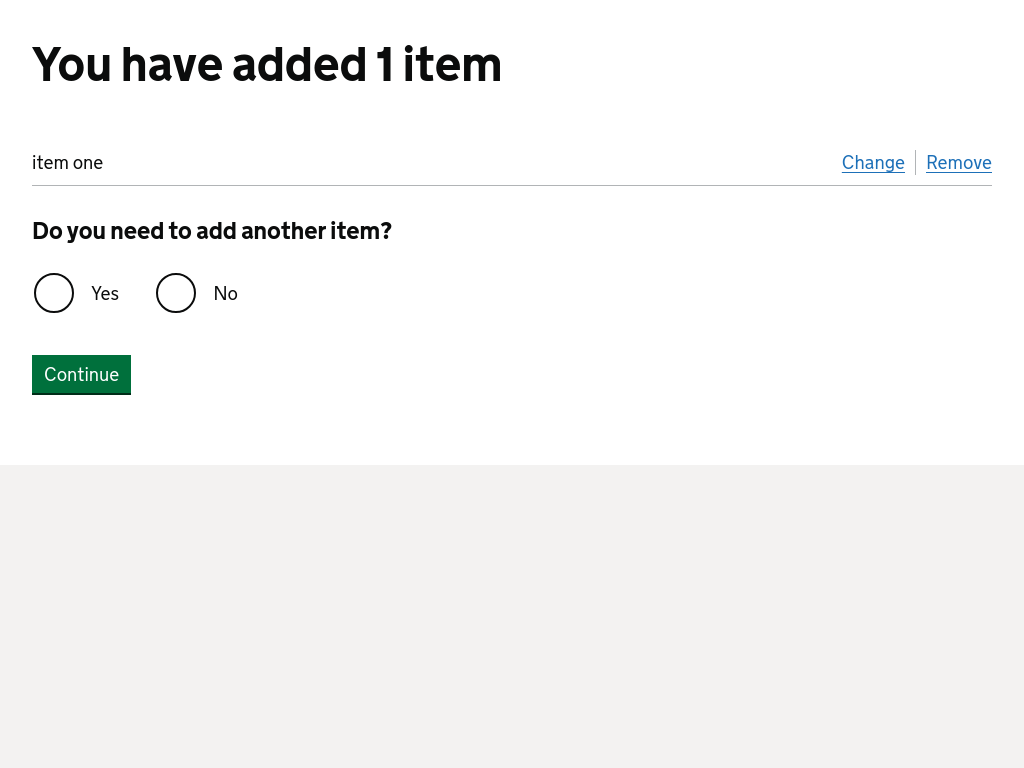 You have added 1 item
item one Change Remove
Do you need to add another item?
Yes No
Continue